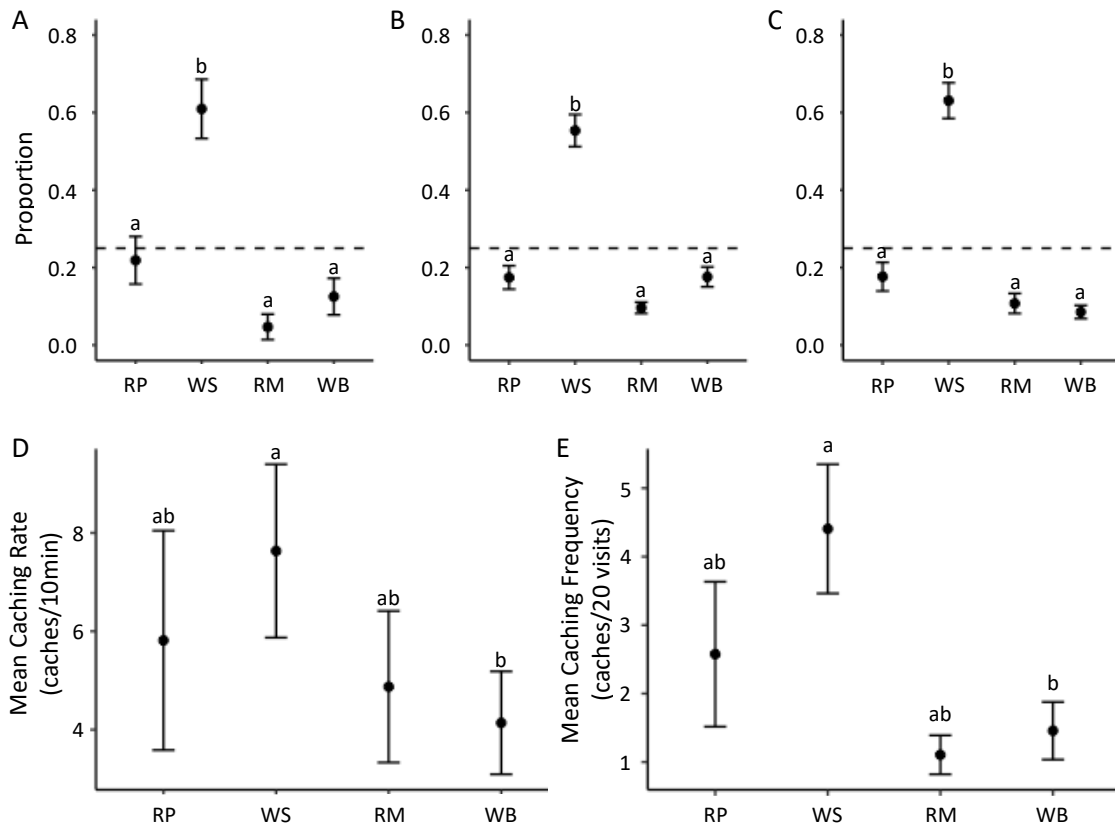 A
0.8
0.6
0.4
0.2
0.0
Proportion
a
b
a
a
RP
WS
RM
WB
B
0.8
0.6
0.4
0.2
0.0
a
b
a
a
RP
WS
RM
WB
C
0.8
0.6
0.4
0.2
0.0
a
b
a
a
RP
WS
RM
WB
D
Mean Caching Rate
(caches/10min)
8
6
4
ab
a
ab
b
RP
WS
RM
WB
E
Mean Caching Frequency
(caches/20 visits)
5
4
3
2
1
ab
a
ab
b
RP
WS
RM
WB